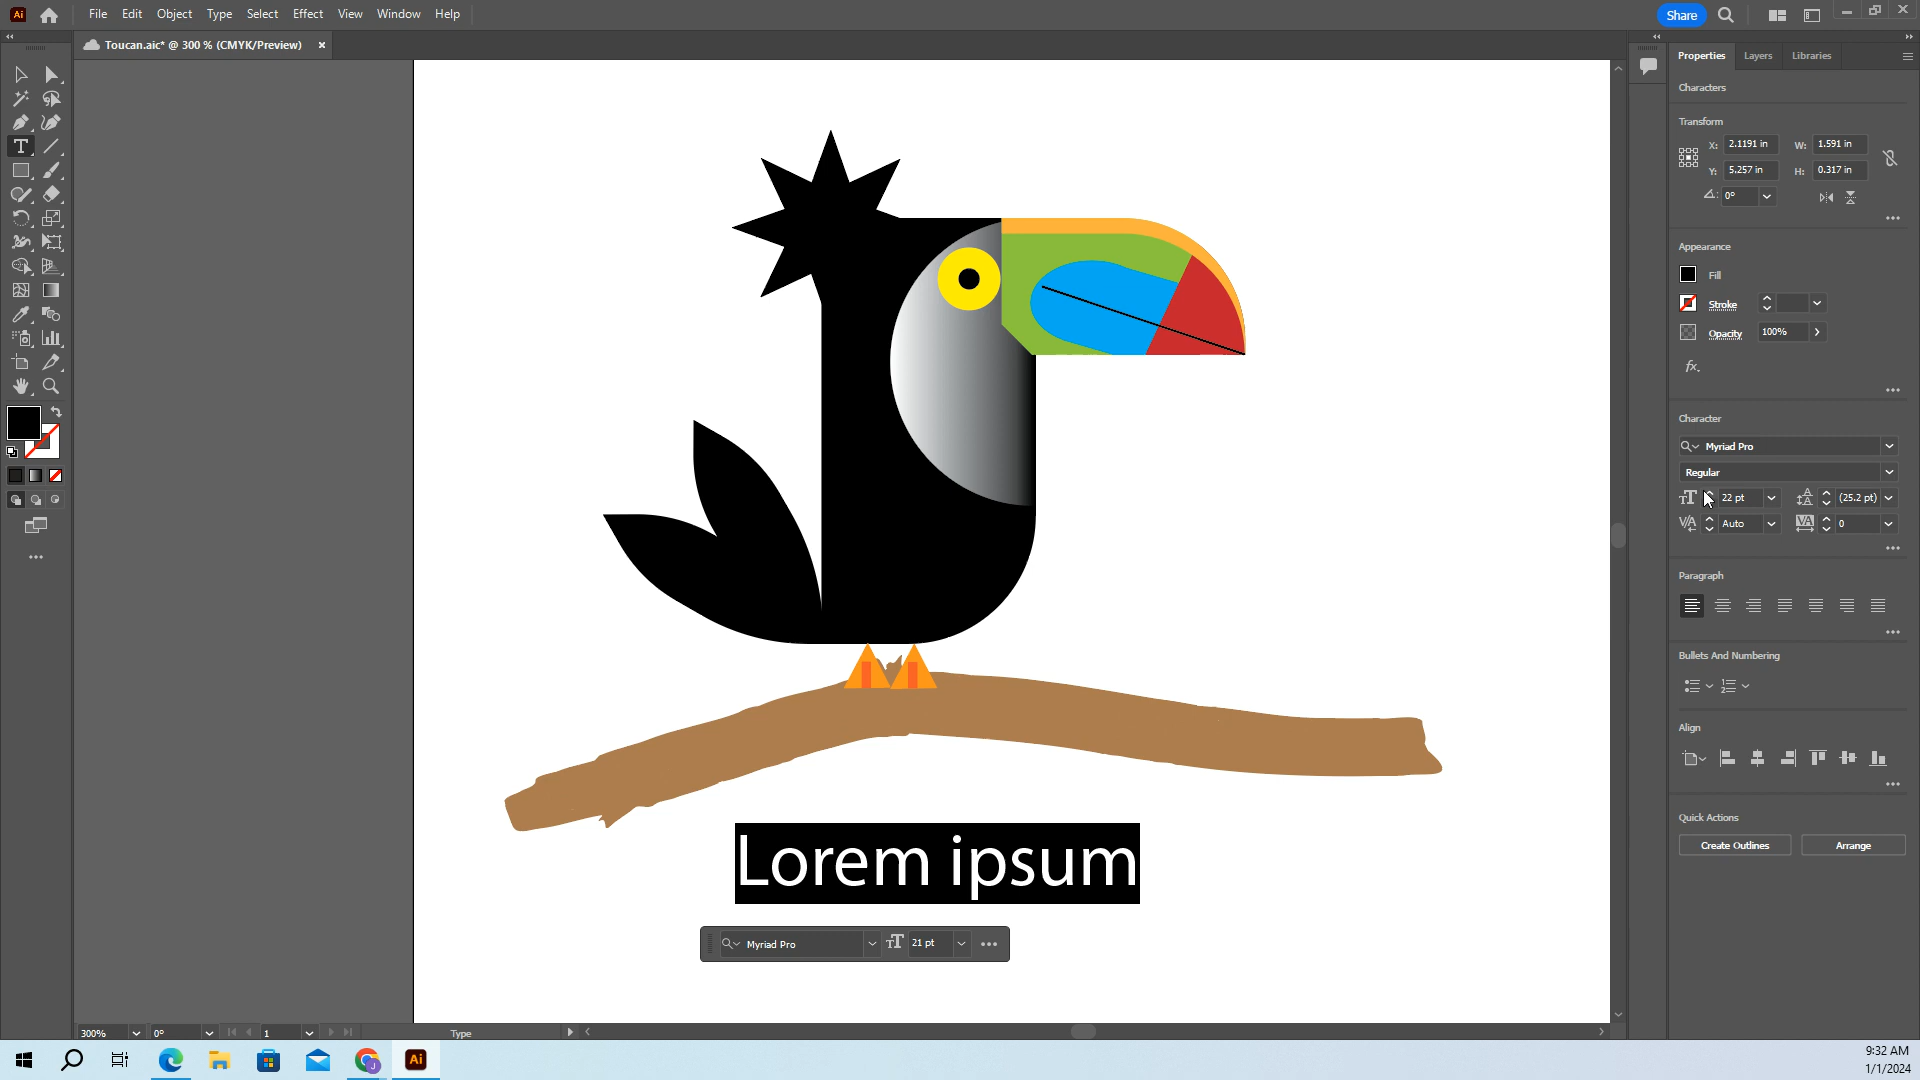 Ai File Edit Object Type Select Effect View Window Help Share
Toucan.aic* @ 300 % (CMYK/Preview) ×
Properties Layers Libraries
Characters
Transform
X: 2.1191 in W: 1.591 in
Y: 5.257 in H: 0.317 in
0°
Appearance
Fill
Stroke
Opacity 100%
fx.
Character
Myriad Pro
Regular
22 pt (25.2 pt)
Auto 0
Paragraph
Bullets And Numbering
Align
Quick Actions
Create Outlines Arrange
Lorem ipsum
Myriad Pro 21 pt
300% 0° 1 Type
9:32 AM
1/1/2024